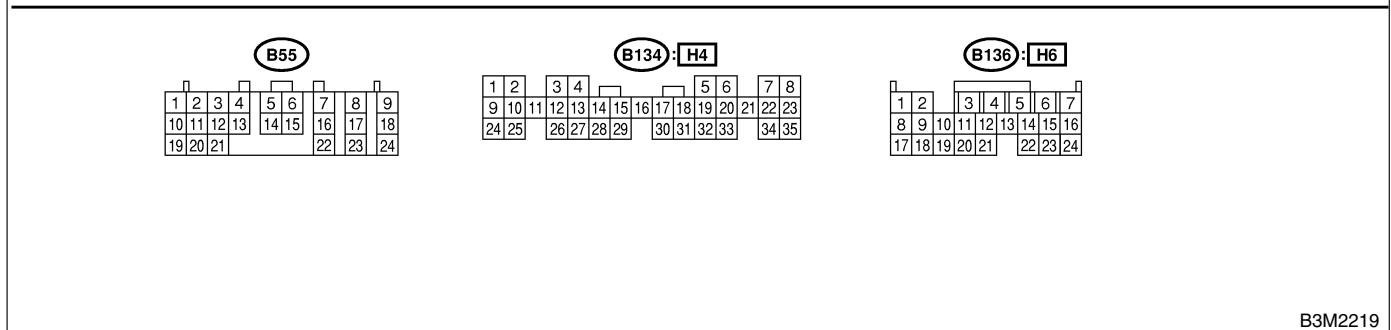 B55 B134 : H4 B136 : H6
1 2 3 4 5 6 7 8 9
10 11 12 13 14 15 16 17 18
19 20 21 22 23 24
1 2 3 4 5 6 7 8
9 10 11 12 13 14 15 16 17 18 19 20 21 22 23
24 25 26 27 28 29 30 31 32 33 34 35
1 2 3 4 5 6 7
8 9 10 11 12 13 14 15 16
17 18 19 20 21 22 23 24
B3M2219